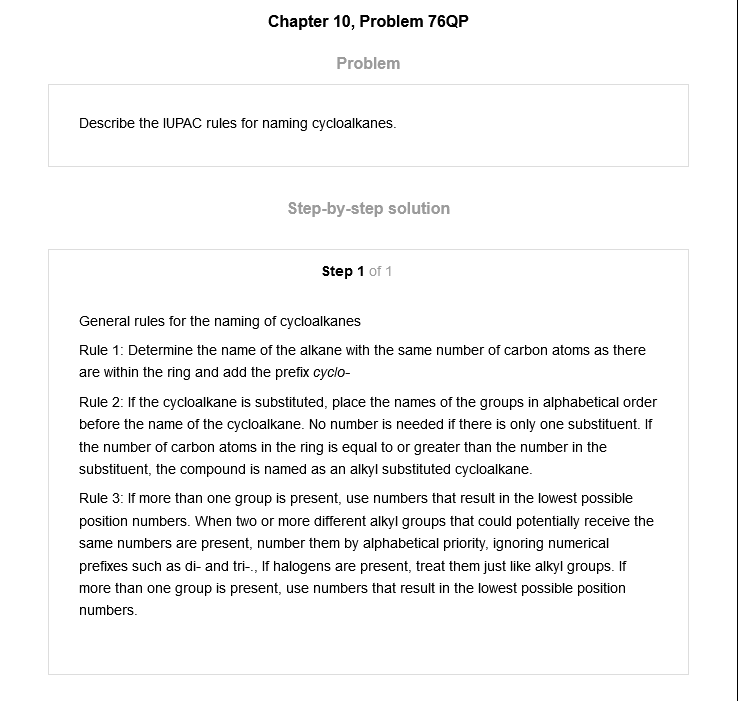 Chapter 10, Problem 76QP
Problem
Describe the IUPAC rules for naming cycloalkanes.
Step-by-step solution
Step 1 of 1
General rules for the naming of cycloalkanes
Rule 1: Determine the name of the alkane with the same number of carbon atoms as there
are within the ring and add the prefix cyclo-
Rule 2: If the cycloalkane is substituted, place the names of the groups in alphabetical order
before the name of the cycloalkane. No number is needed if there is only one substituent. If
the number of carbon atoms in the ring is equal to or greater than the number in the
substituent, the compound is named as an alkyl substituted cycloalkane.
Rule 3: If more than one group is present, use numbers that result in the lowest possible
position numbers. When two or more different alkyl groups that could potentially receive the
same numbers are present, number them by alphabetical priority, ignoring numerical
prefixes such as di- and tri-., If halogens are present, treat them just like alkyl groups. If
more than one group is present, use numbers that result in the lowest possible position
numbers.